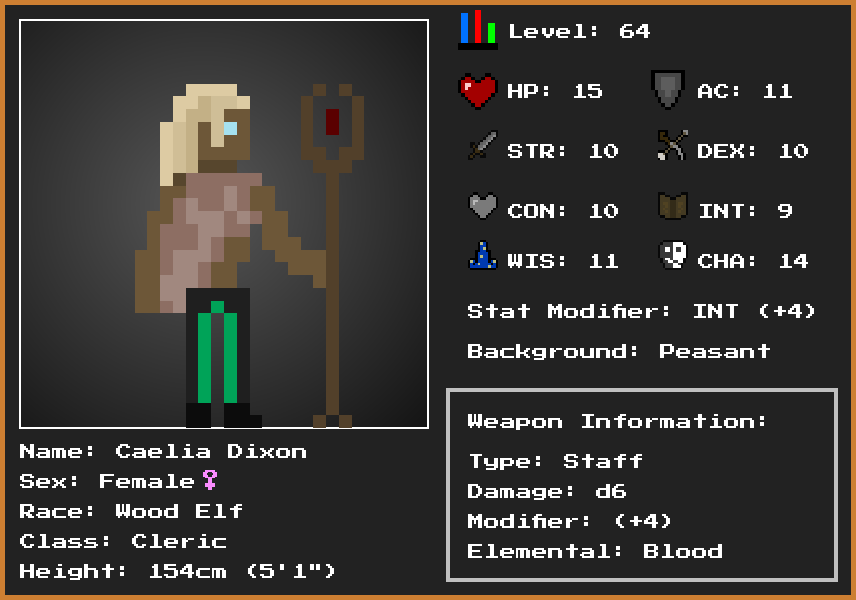 Level: 64
HP: 15
AC: 11
STR: 10
DEX: 10
CON: 10
INT: 9
WIS: 11
CHA: 14
Stat Modifier: INT (+4)
Background: Peasant
Weapon Information:
Type: Staff
Damage: d6
Modifier: (+4)
Elemental: Blood
Name: Caelia Dixon
Sex: Female♀
Race: Wood Elf
Class: Cleric
Height: 154cm (5'1")